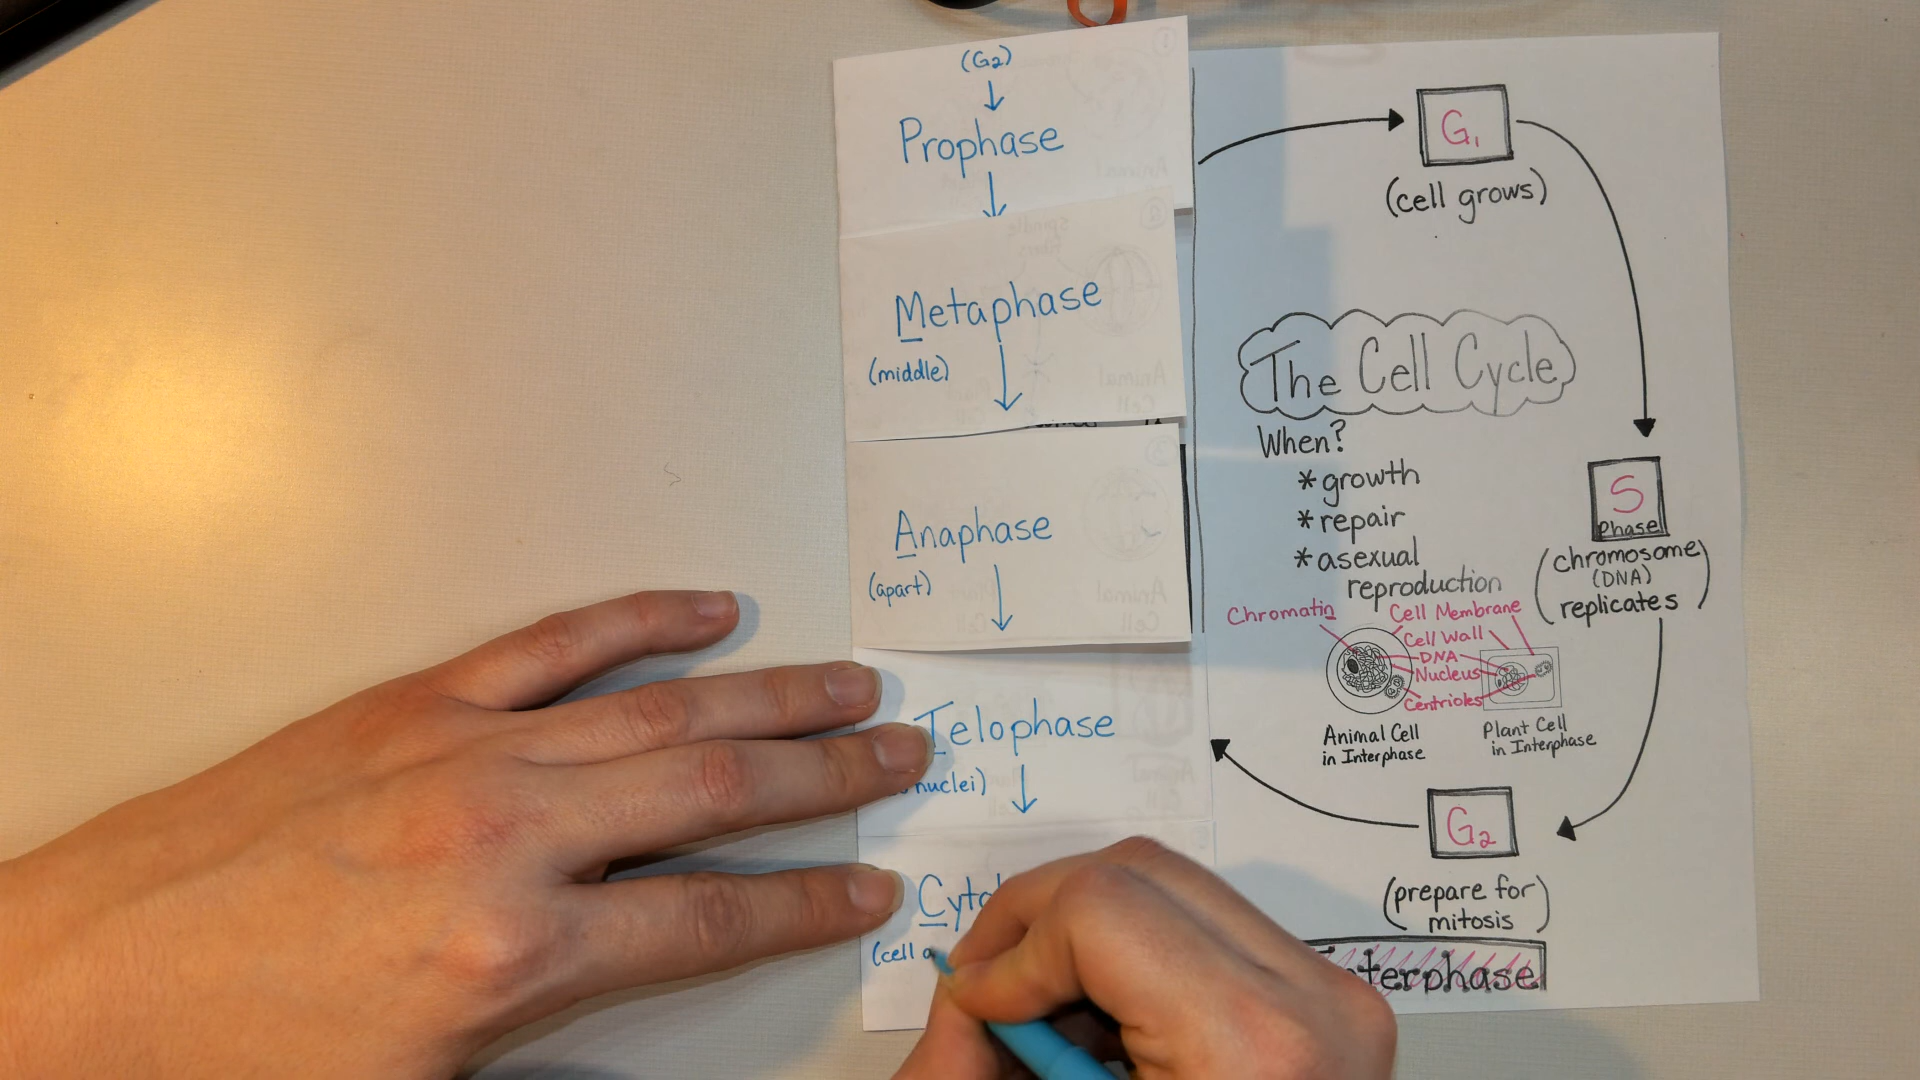 (G2)
Prophase
Metaphase
(middle)
Anaphase
(apart)
Telophase
nuclei)
(cell
G1
(cell grows)
The Cell Cycle
When?
* growth
* repair
* asexual
reproduction
S
Phase
(chromosome)
(DNA)
replicates
Chromatin
Cell Membrane
Cell Wall
DNA
Nucleus
Centrioles
Animal Cell
in Interphase
Plant Cell
in Interphase
G2
(prepare for
mitosis)